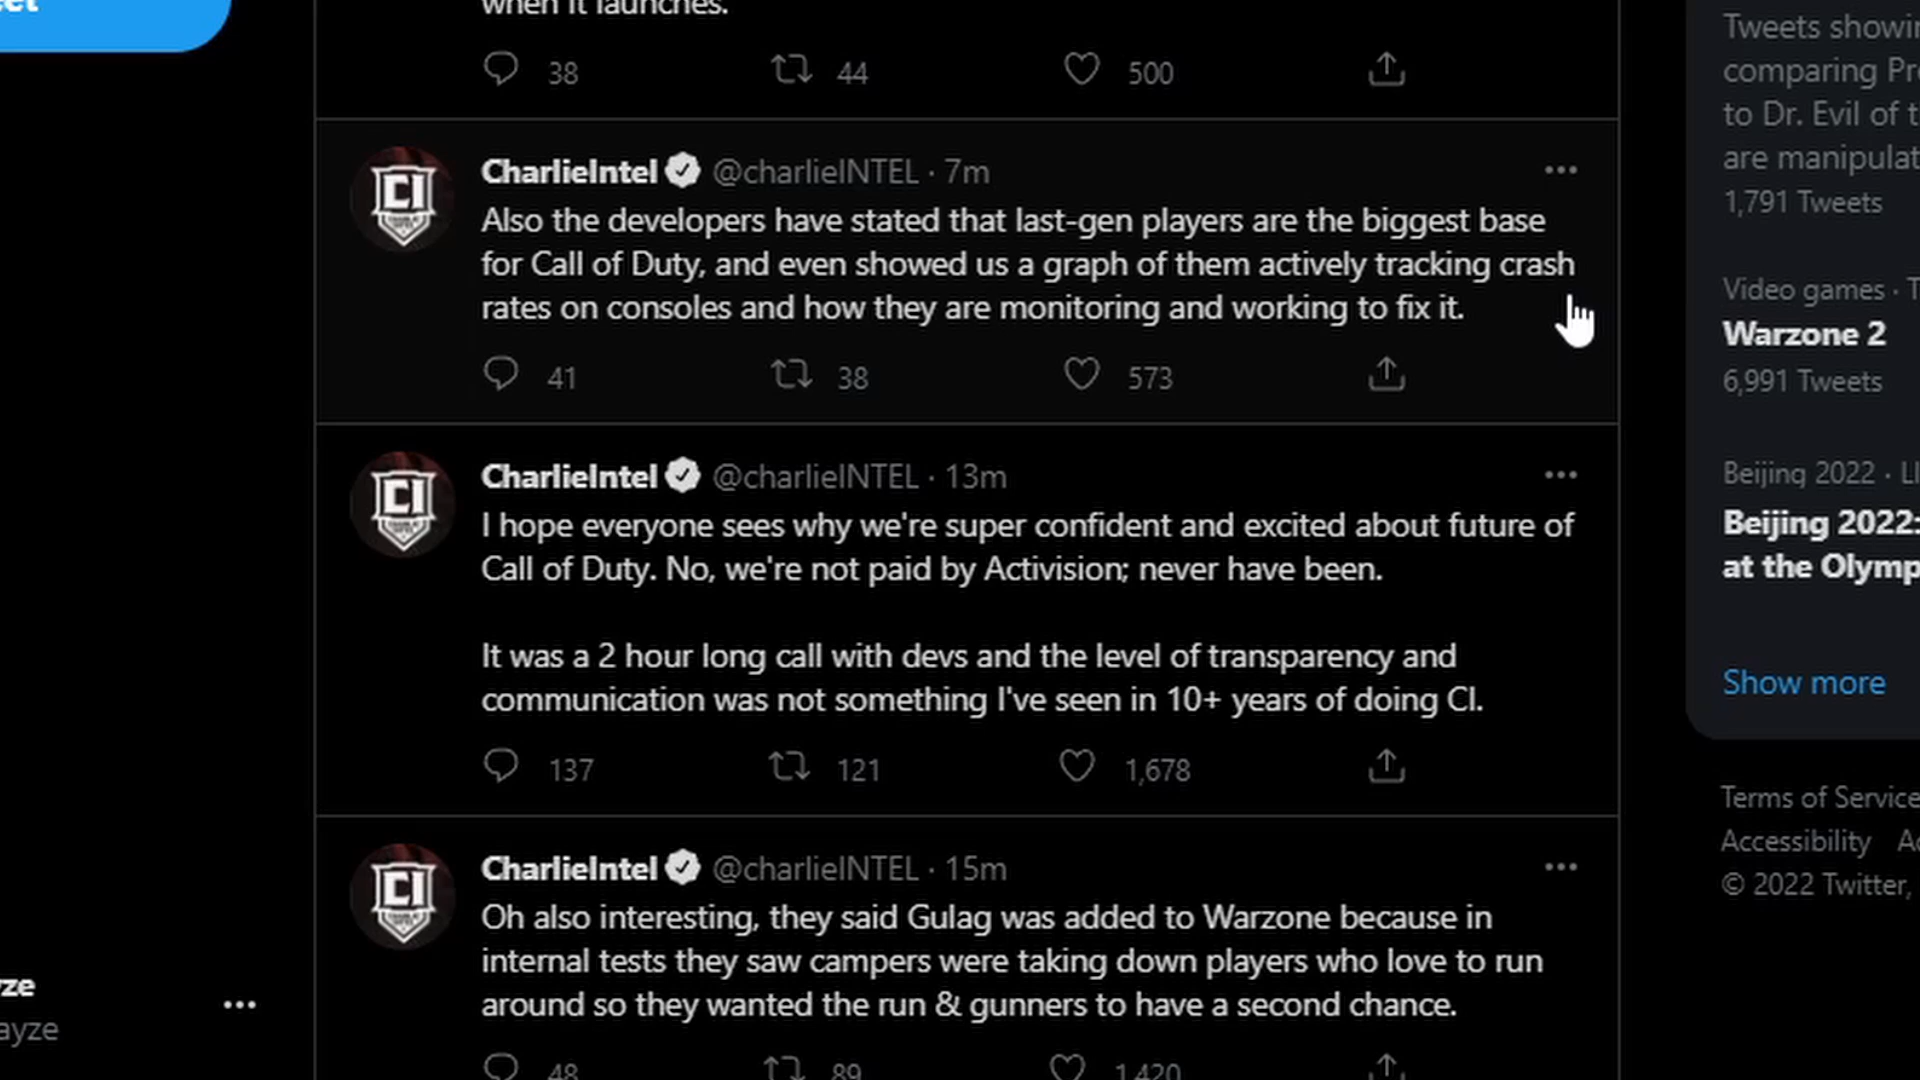 when it launches.
38 44 500
CharlieIntel @charlieINTEL · 7m
Also the developers have stated that last-gen players are the biggest base
for Call of Duty, and even showed us a graph of them actively tracking crash
rates on consoles and how they are monitoring and working to fix it.
41 38 573
CharlieIntel @charlieINTEL · 13m
I hope everyone sees why we're super confident and excited about future of
Call of Duty. No, we're not paid by Activision; never have been.
It was a 2 hour long call with devs and the level of transparency and
communication was not something I've seen in 10+ years of doing CI.
137 121 1,678
CharlieIntel @charlieINTEL · 15m
Oh also interesting, they said Gulag was added to Warzone because in
internal tests they saw campers were taking down players who love to run
around so they wanted the run & gunners to have a second chance.
48 89 1,420
CI
CI
CI
Tweets
comparing
to Dr. Evil of
are
1,791 Tweets
Video games ·
Warzone 2
6,991 Tweets
Beijing 2022 ·
Beijing 2022:
at the
Show more
Terms of Service
Accessibility
© 2022 Twitter,